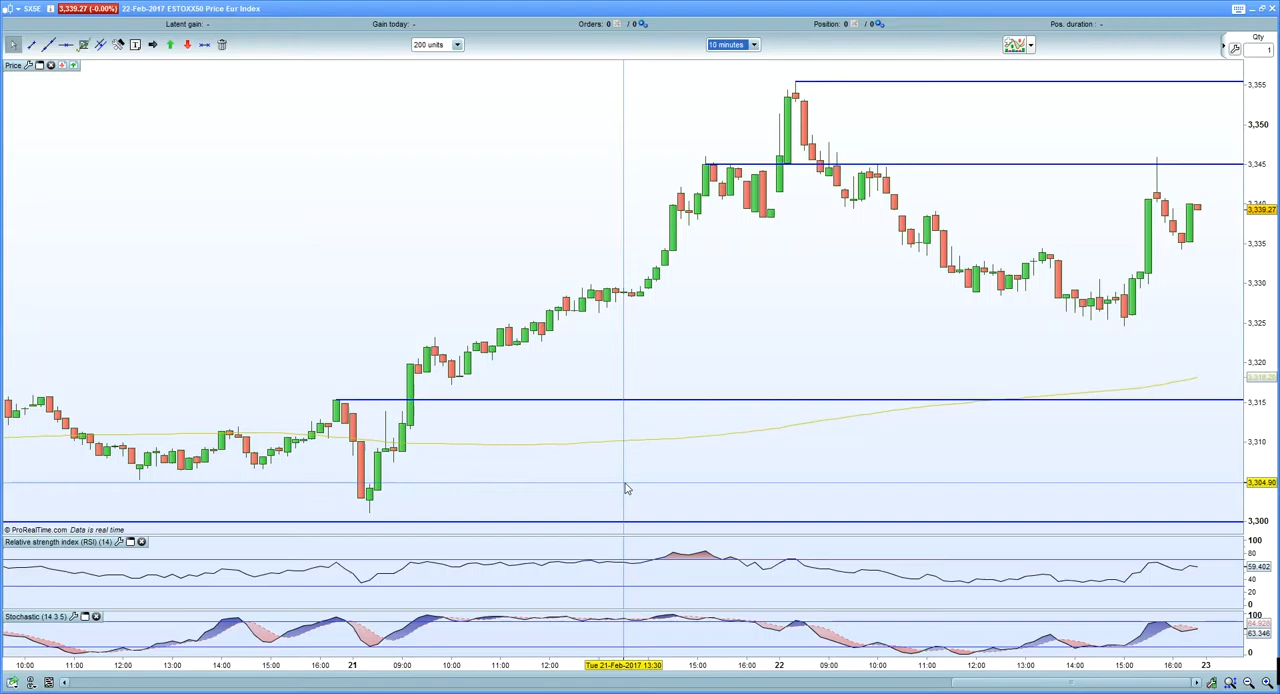 SX5E 3,339.27 (-0.00%) 22-Feb-2017 ESTOXX50 Price Eur Index
Latent gain: - Gain today: - Orders: 0 / 0 Position: 0 / 0 Pos. duration : -
200 units 10 minutes Qty
1
Price
3,355
3,350
3,345
3,340
3,339.27
3,335
3,330
3,325
3,320
3,315
3,310
3,304.90
3,300
© ProRealTime.com Data is real time
Relative strength index (RSI) (14)
100
80
59.402
40
20
0
Stochastic (14 3 5)
100
63.346
0
10:00 11:00 12:00 13:00 14:00 15:00 16:00 21 09:00 10:00 11:00 12:00 Tue 21-Feb-2017 13:30 15:00 16:00 22 09:00 10:00 11:00 12:00 13:00 14:00 15:00 16:00 23